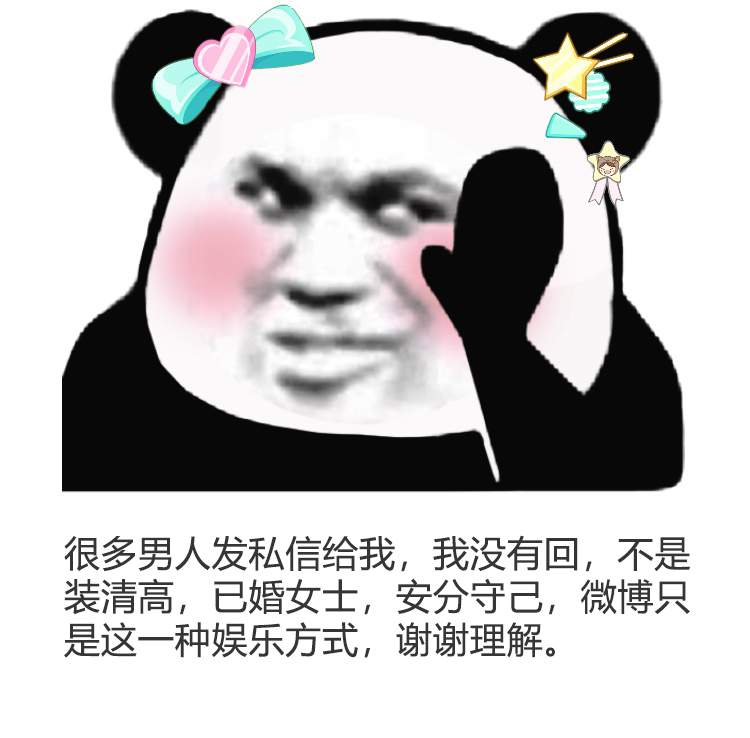 很多男人发私信给我，我没有回，不是
装清高，已婚女士，安分守己，微博只
是这一种娱乐方式，谢谢理解。